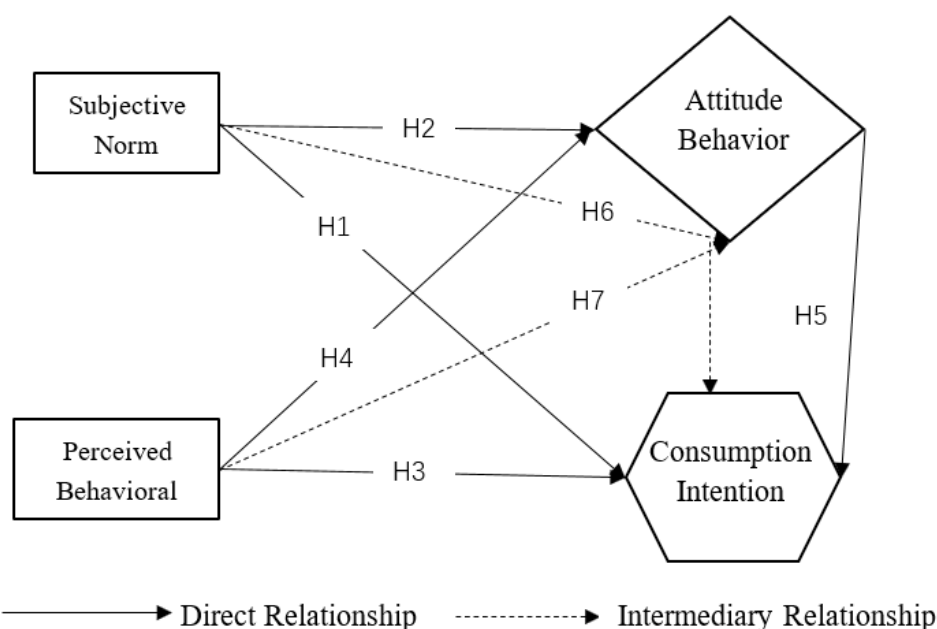 Subjective
Norm
Attitude
Behavior
H2
H6
H1
H7
H5
H4
Perceived
Behavioral
H3
Consumption
Intention
Direct Relationship
Intermediary Relationship